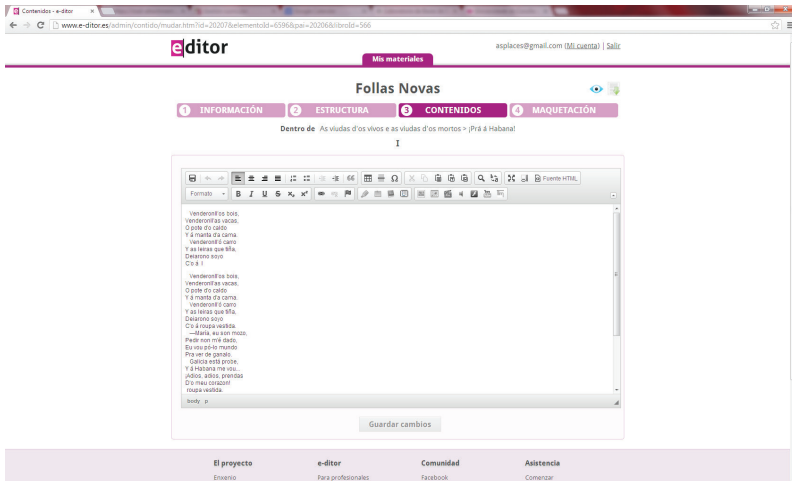 Contenidos - e-ditor
www.e-ditor.es/admin/contido/mudar.htm?id=20207&elementoId=6596&pai=20206&libroId=566
editor
asplaces@gmail.com (Mi cuenta) | Salir
Mis materiales
Follas Novas
1 INFORMACIÓN 2 ESTRUCTURA 3 CONTENIDOS 4 MAQUETACIÓN
Dentro de As viudas d'os vivos e as viudas d'os mortos > ¡Prá á Habana!
Fuente HTML
Formato B I U S
Venderonll'os bois,
Venderonll'as vacas,
O pote d'o caldo
Y á manta d'a cama.
Venderonll'ó carro
Y as leiras que tiña,
Deiarono soyo
C'o á l
Venderonll'os bois,
Venderonll'as vacas,
O pote d'o caldo
Y á manta d'a cama.
Venderonll'ó carro
Y as leiras que tiña,
Deiarono soyo
C'o á roupa vestida.
—María, eu son mozo,
Pedir non m'é dado,
Eu vou pó-lo mundo
Pra ver de ganalo.
Galicia está probe,
Y á Habana me vou...
¡Adios, adios, prendas
D'o meu corazon!
roupa vestida.
body p
Guardar cambios
El proyecto e-ditor Comunidad Asistencia
Enxenio Para profesionales Facebook Comenzar